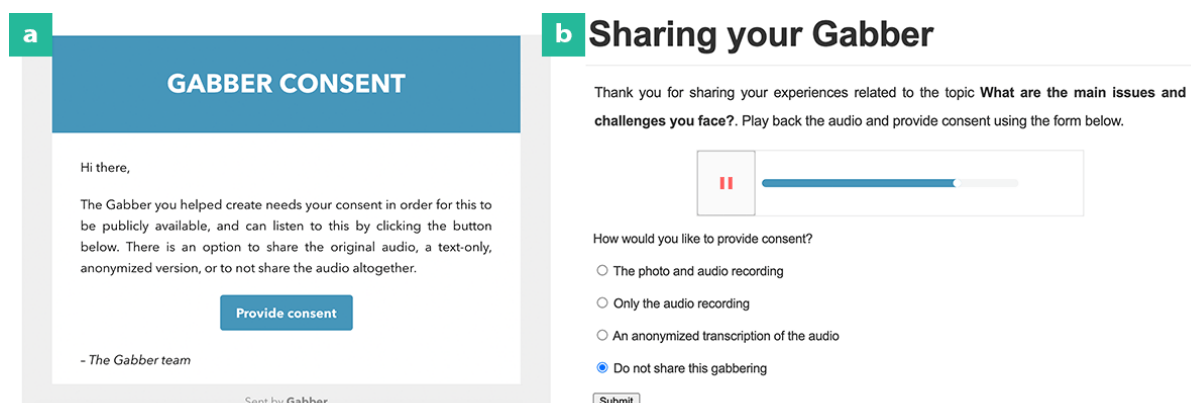 a
GABBER CONSENT
Hi there,
The Gabber you helped create needs your consent in order for this to
be publicly available, and can listen to this by clicking the button
below. There is an option to share the original audio, a text-only,
anonymized version, or to not share the audio altogether.
Provide consent
– The Gabber team
Sent by Gabber
b
Sharing your Gabber
Thank you for sharing your experiences related to the topic What are the main issues and
challenges you face?. Play back the audio and provide consent using the form below.
How would you like to provide consent?
The photo and audio recording
Only the audio recording
An anonymized transcription of the audio
Do not share this gabbering
Submit